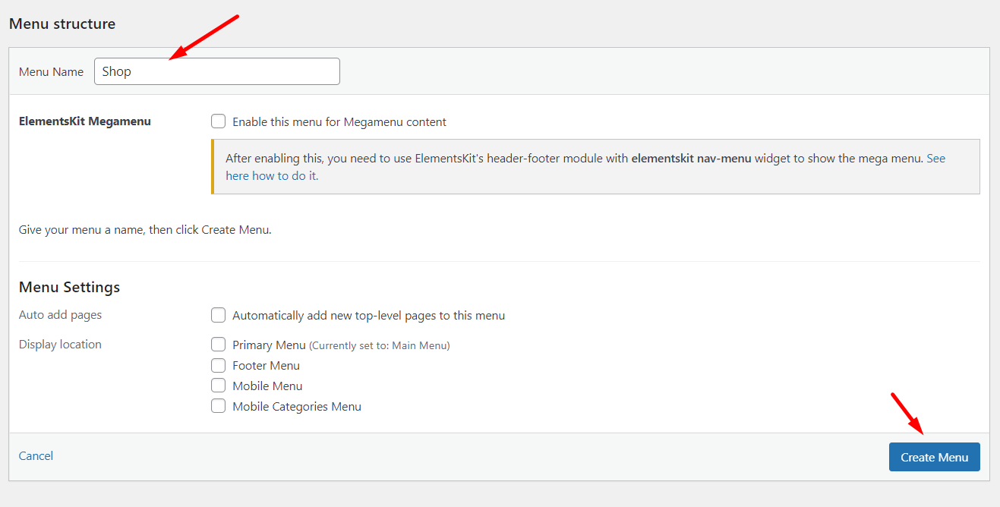 Menu structure
Menu Name Shop
ElementsKit Megamenu Enable this menu for Megamenu content
After enabling this, you need to use ElementsKit's header-footer module with elementskit nav-menu widget to show the mega menu. See
here how to do it.
Give your menu a name, then click Create Menu.
Menu Settings
Auto add pages Automatically add new top-level pages to this menu
Display location Primary Menu (Currently set to: Main Menu)
Footer Menu
Mobile Menu
Mobile Categories Menu
Cancel Create Menu